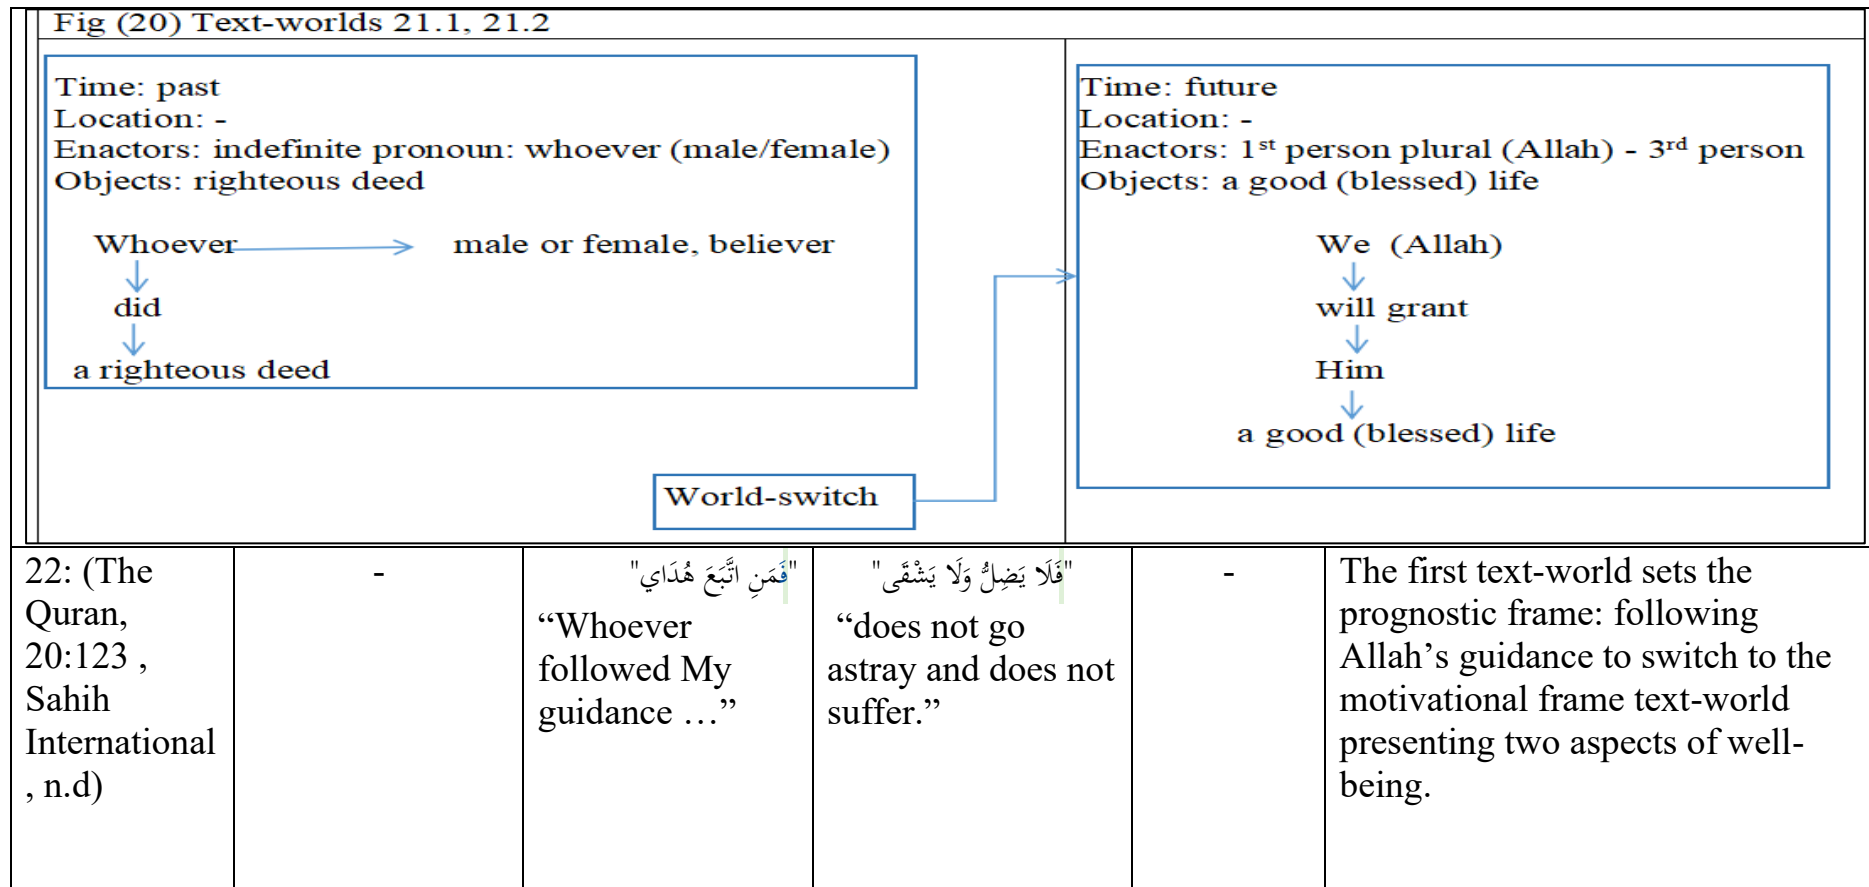 Fig (20) Text-worlds 21.1, 21.2
Time: past
Location: -
Enactors: indefinite pronoun: whoever (male/female)
Objects: righteous deed
Whoever
male or female, believer
did
a righteous deed
World-switch
Time: future
Location: -
Enactors: 1st person plural (Allah) - 3rd person
Objects: a good (blessed) life
We (Allah)
will grant
Him
a good (blessed) life
22: (The
Quran,
20:123 ,
Sahih
International
, n.d)
-
"فَمَنِ اتَّبَعَ هُدَاي"
“Whoever
followed My
guidance …”
"فَلَا يَضِلُّ وَلَا يَشْقَى"
“does not go
astray and does not
suffer.”
-
The first text-world sets the
prognostic frame: following
Allah’s guidance to switch to the
motivational frame text-world
presenting two aspects of well-
being.